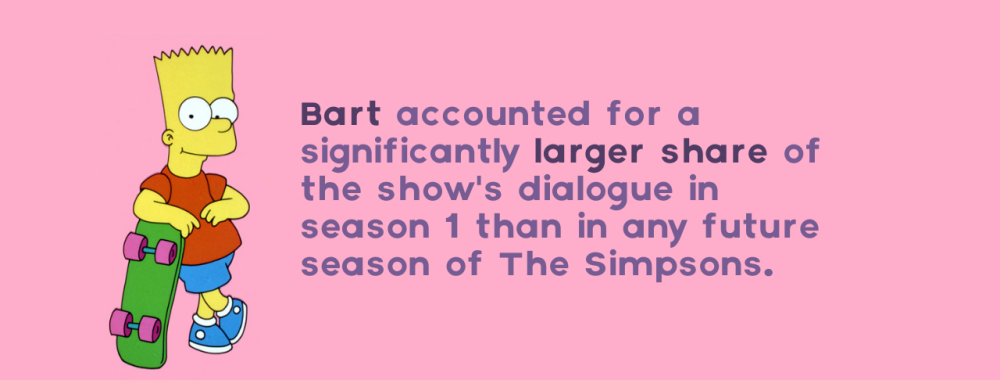 Bart accounted for a
significantly larger share of
the show's dialogue in
season 1 than in any future
season of The Simpsons.